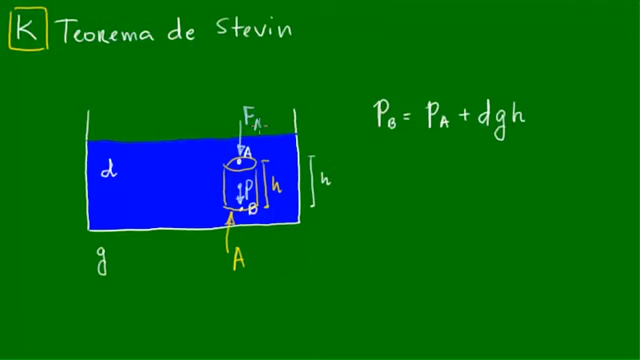 K Teorema de Stevin
P_B = P_A + dgh
F_A
A
d
P
h
h
B
g
A